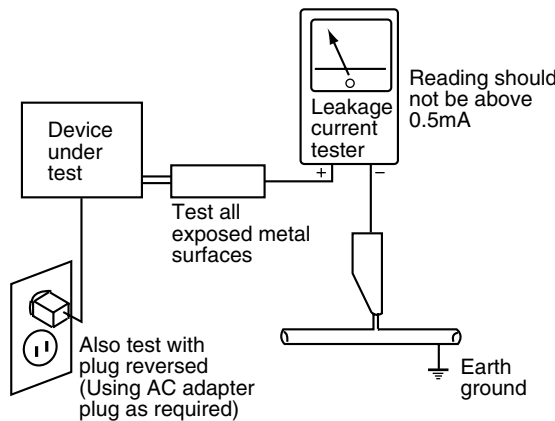 Device
under
test
Leakage
current
tester
+ −
Reading should
not be above
0.5mA
Test all
exposed metal
surfaces
Also test with
plug reversed
(Using AC adapter
plug as required)
Earth
ground